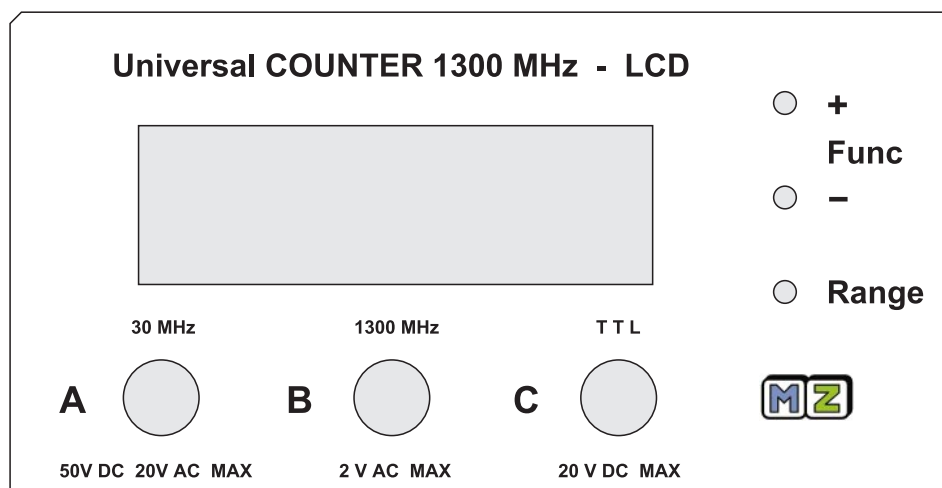 Universal COUNTER 1300 MHz - LCD
+
Func
−
Range
30 MHz
1300 MHz
T T L
A
B
C
MZ
50V DC 20V AC MAX
2 V AC MAX
20 V DC MAX